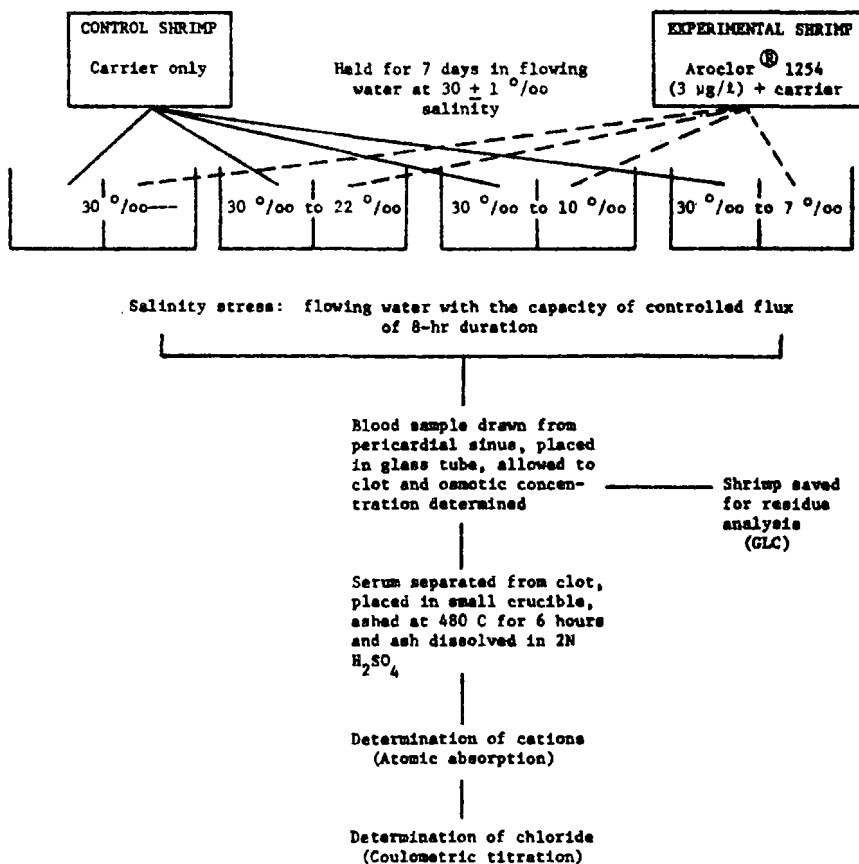 CONTROL SHRIMP
Carrier only
Held for 7 days in flowing
water at 30 ± 1 °/oo
salinity
EXPERIMENTAL SHRIMP
Aroclor ® 1254
(3 μg/ℓ) + carrier
30 °/oo---
30 °/oo to 22 °/oo
30 °/oo to 10 °/oo
30 °/oo to 7 °/oo
Salinity stress: flowing water with the capacity of controlled flux
of 8-hr duration
Blood sample drawn from
pericardial sinus, placed
in glass tube, allowed to
clot and osmotic concen-
tration determined
Shrimp saved
for residue
analysis
(GLC)
Serum separated from clot,
placed in small crucible,
ashed at 480 C for 6 hours
and ash dissolved in 2N
H₂SO₄
Determination of cations
(Atomic absorption)
Determination of chloride
(Coulometric titration)